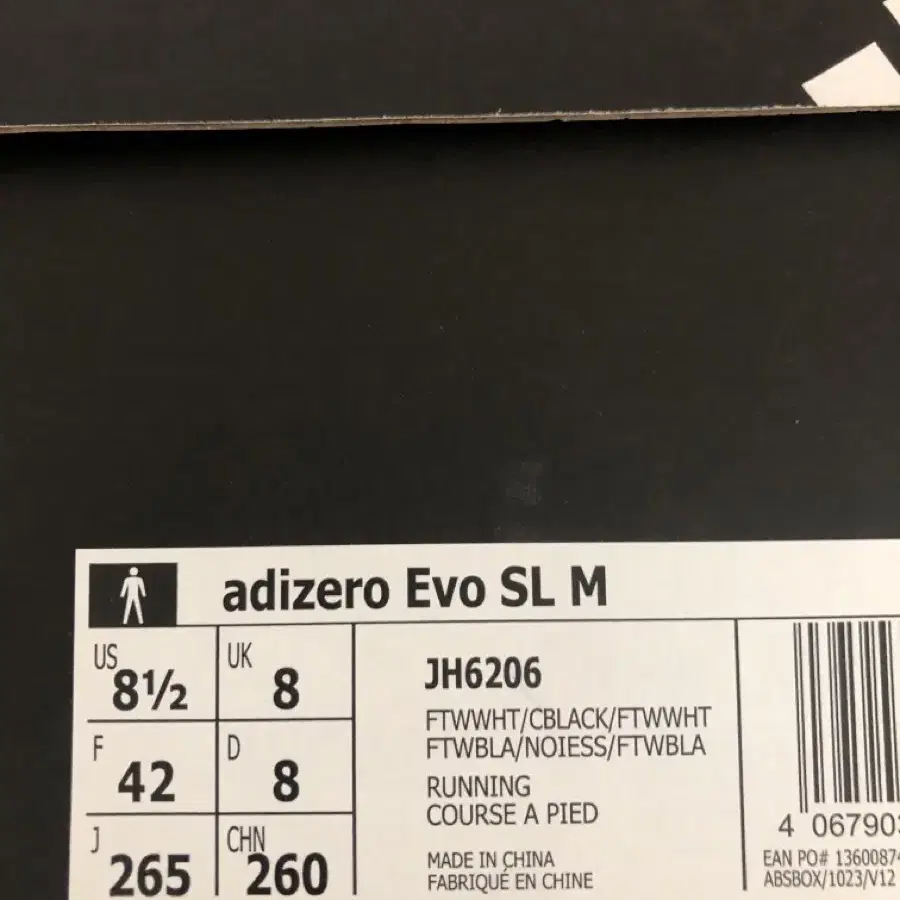 adizero Evo SL M
US 8½ UK 8
F 42 D 8
J 265 CHN 260
JH6206
FTWWHT/CBLACK/FTWWHT
FTWBLA/NOIESS/FTWBLA
RUNNING
COURSE A PIED
MADE IN CHINA
FABRIQUÉ EN CHINE
4 067903
EAN PO# 13600874
ABSBOX/1023/V12